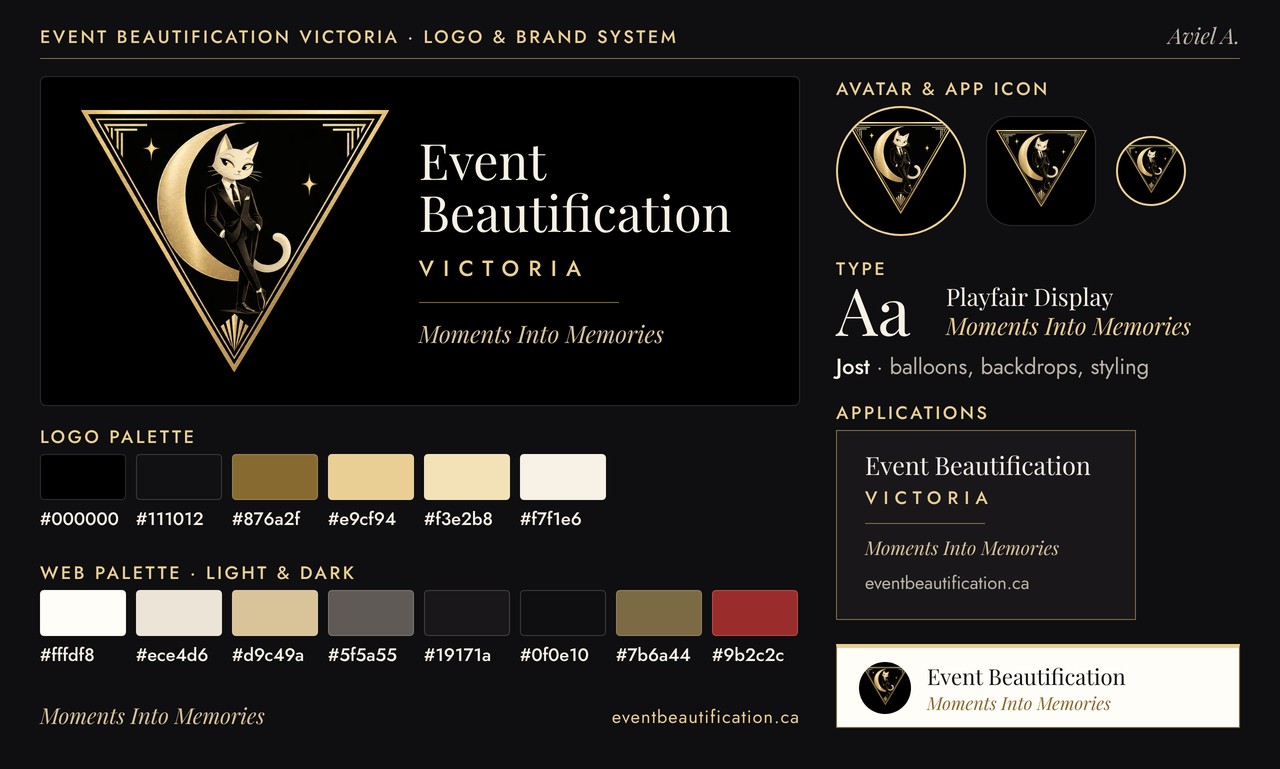 EVENT BEAUTIFICATION VICTORIA · LOGO & BRAND SYSTEM
Aviel A.
Event
Beautification
VICTORIA
Moments Into Memories
LOGO PALETTE
#000000 #111012 #876a2f #e9cf94 #f3e2b8 #f7f1e6
WEB PALETTE · LIGHT & DARK
#fffdf8 #ece4d6 #d9c49a #5f5a55 #19171a #0f0e10 #7b6a44 #9b2c2c
Moments Into Memories
eventbeautification.ca
AVATAR & APP ICON
TYPE
Aa
Playfair Display
Moments Into Memories
Jost · balloons, backdrops, styling
APPLICATIONS
Event Beautification
VICTORIA
Moments Into Memories
eventbeautification.ca
Event Beautification
Moments Into Memories